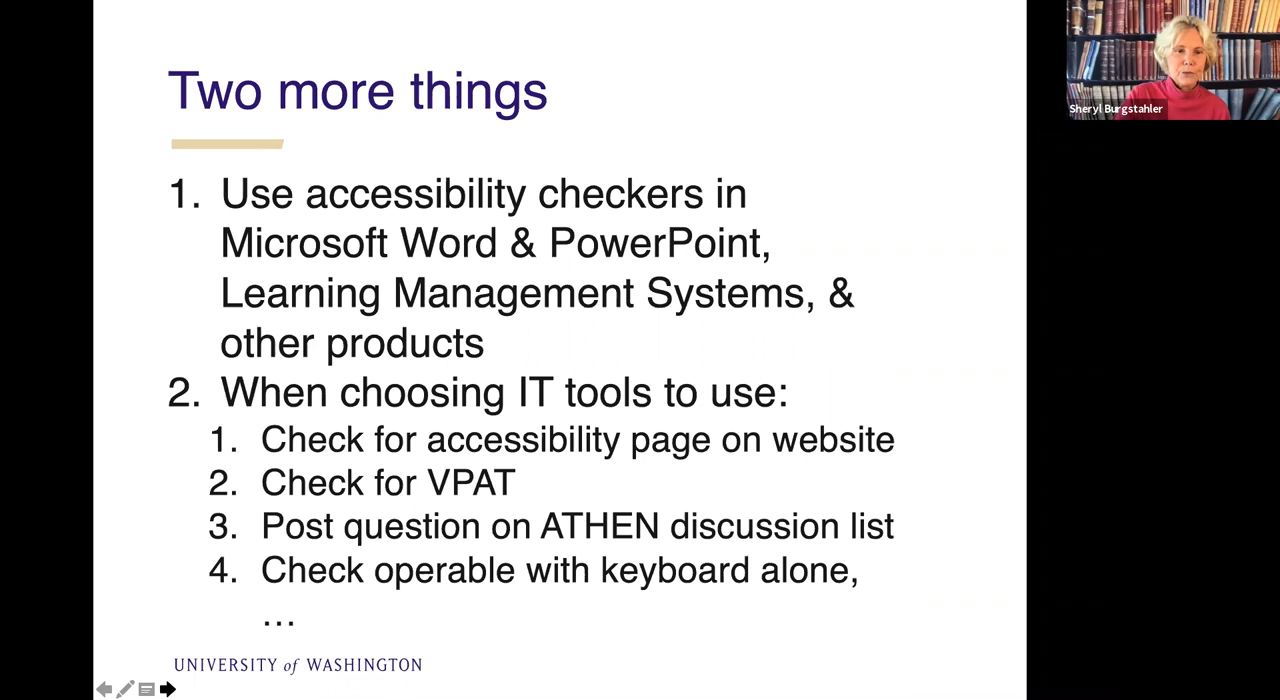 Two more things
1. Use accessibility checkers in
Microsoft Word & PowerPoint,
Learning Management Systems, &
other products
2. When choosing IT tools to use:
1. Check for accessibility page on website
2. Check for VPAT
3. Post question on ATHEN discussion list
4. Check operable with keyboard alone,
...
UNIVERSITY of WASHINGTON
Sheryl Burgstahler